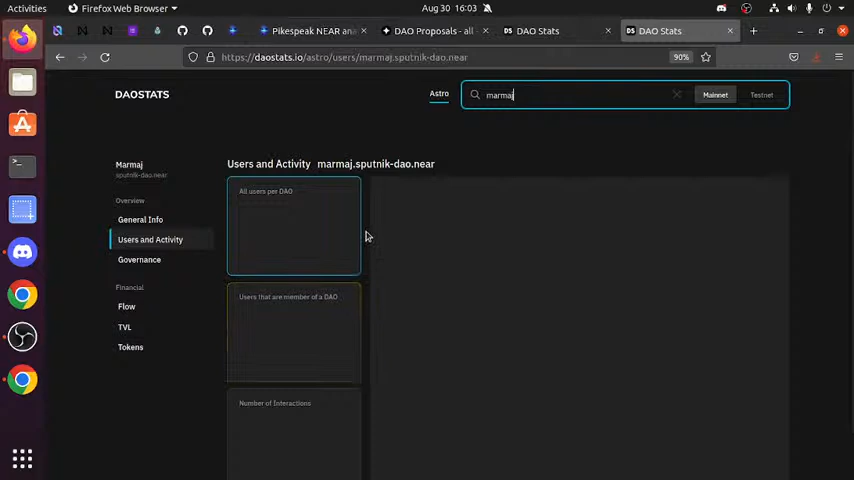 Activities
Firefox Web Browser
Aug 30 16:03
Pikespeak NEAR ana
DAO Proposals - all
DS DAO Stats
DS DAO Stats
https://daostats.io/astro/users/marmaj.sputnik-dao.near
90%
DAOSTATS
Astro
marmaj
Mainnet
Testnet
Marmaj
sputnik-dao.near
Overview
General Info
Users and Activity
Governance
Financial
Flow
TVL
Tokens
Users and Activity marmaj.sputnik-dao.near
All users per DAO
Users that are member of a DAO
Number of Interactions